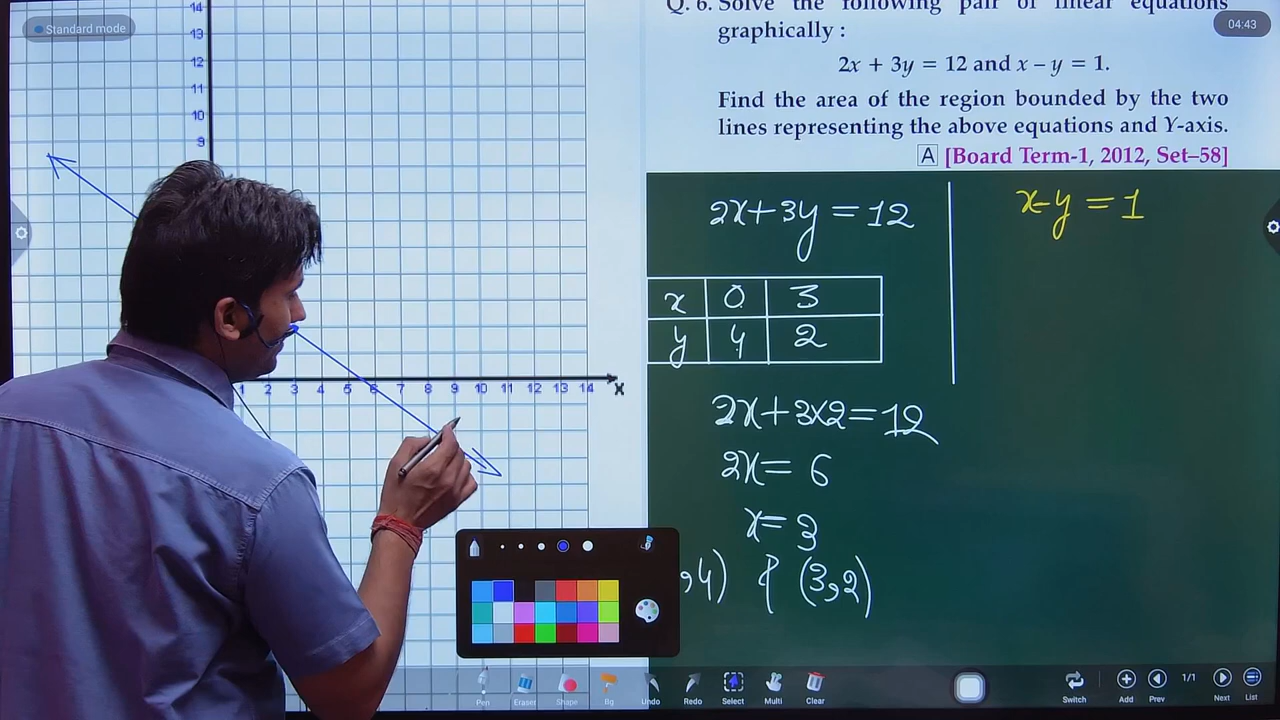 Standard mode
14
13
12
11
10
9
1 2 3 4 5 6 7 8 9 10 11 12 13 14 X
04:43
Q. 6. Solve the following pair of linear equations
graphically :
2x + 3y = 12 and x – y = 1.
Find the area of the region bounded by the two
lines representing the above equations and Y-axis.
A [Board Term-1, 2012, Set–58]
2x+3y=12
x-y=1
x 0 3
y 4 2
2x+3×2=12
2x=6
x=3
,4) & (3,2)
Pen Eraser Shape Bg Undo Redo Select Multi Clear Switch Add Prev 1/1 Next List